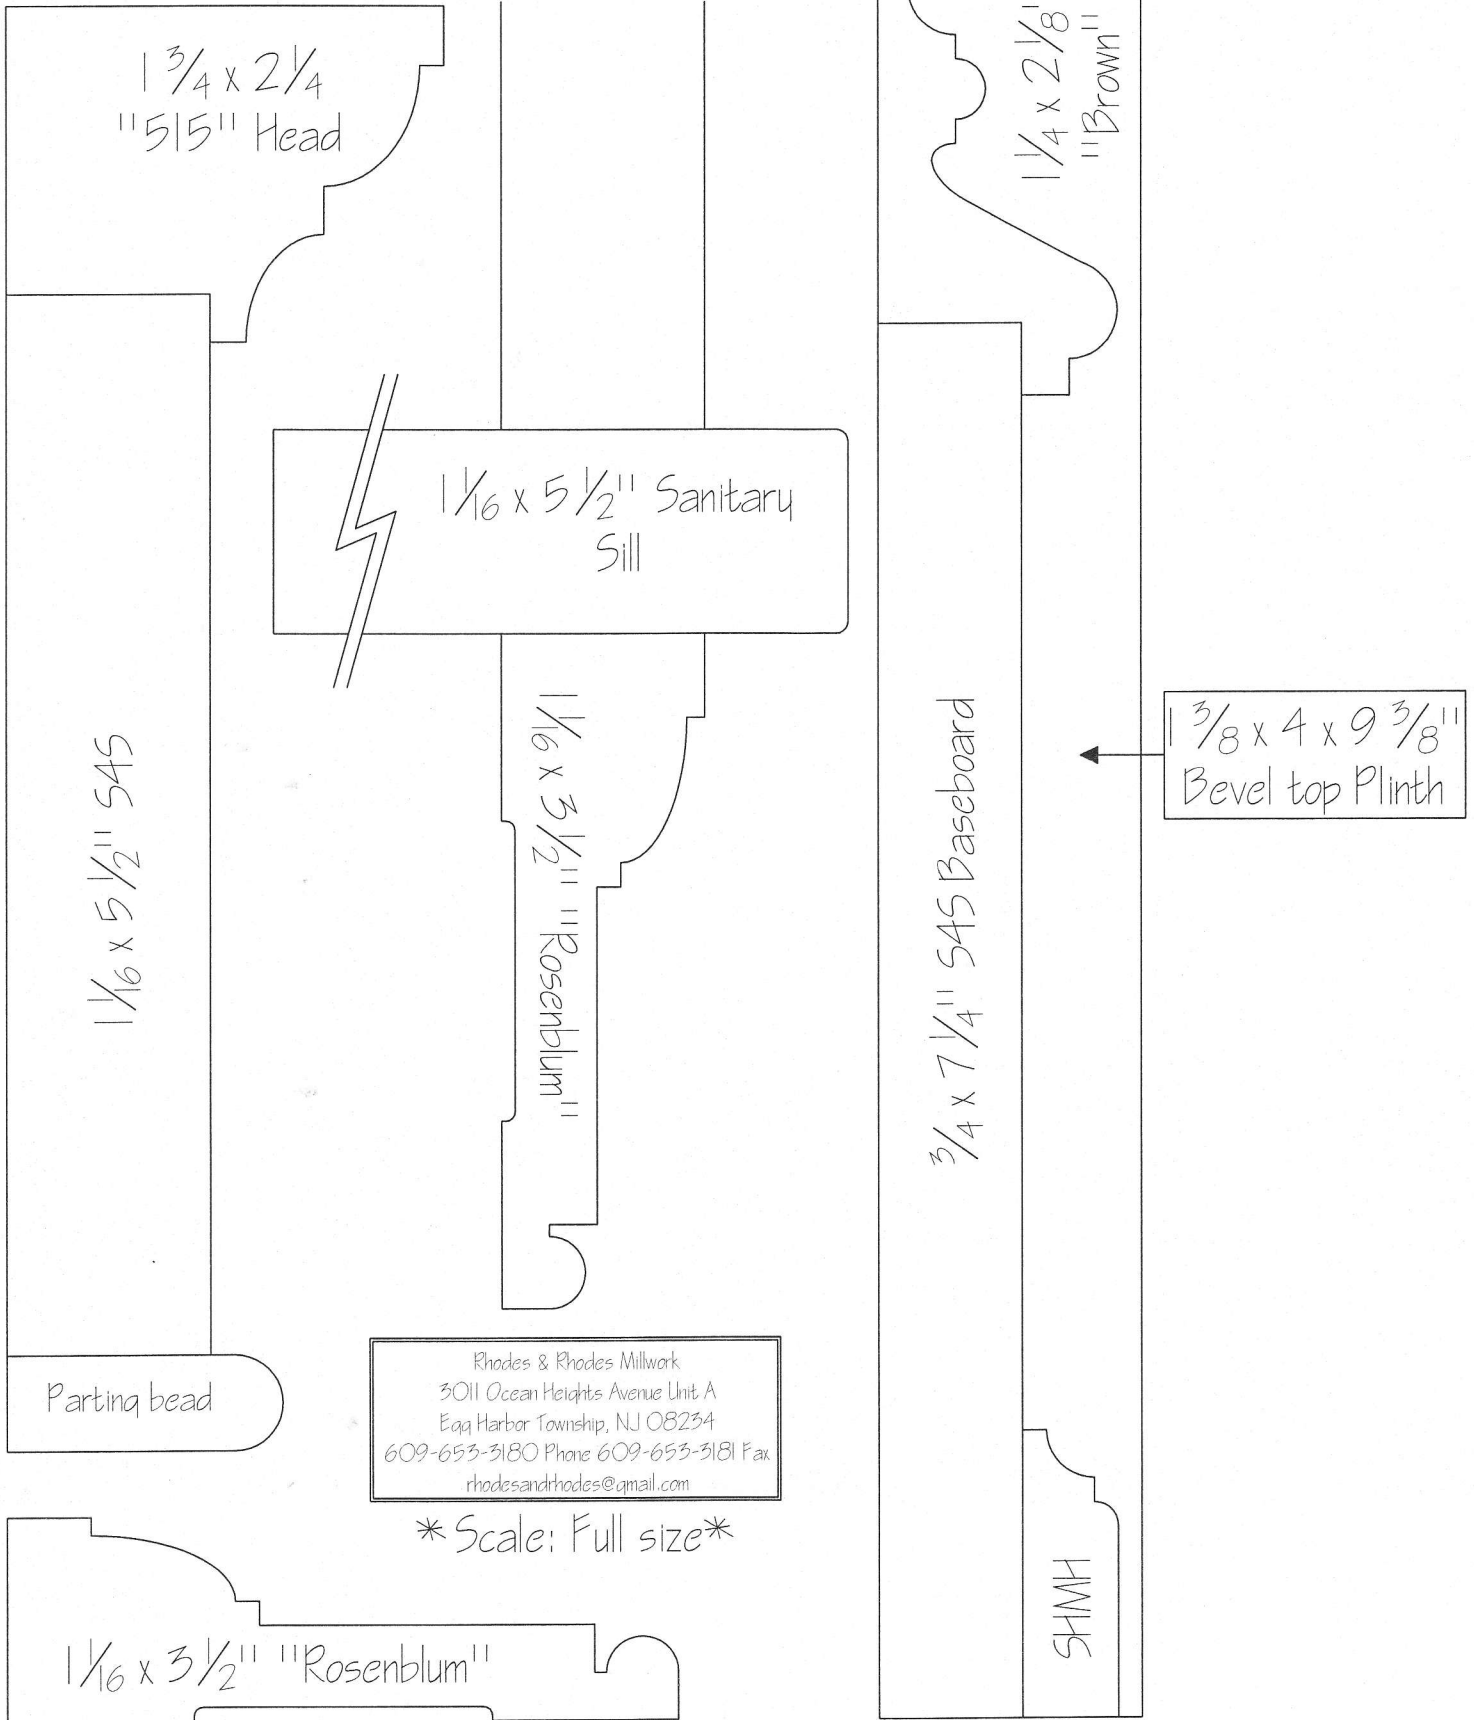 1 3/4 x 2 1/4
"515" Head
1 1/4 x 2 1/8"
"Brown"
1 1/16 x 5 1/2" Sanitary
Sill
1 1/16 x 5 1/2" S4S
1 1/16 x 3 1/2" "Rosenblum"
3/4 x 7 1/4" S4S Baseboard
1 3/8 x 4 x 9 3/8"
Bevel top Plinth
Parting bead
Rhodes & Rhodes Millwork
3011 Ocean Heights Avenue Unit A
Egg Harbor Township, NJ 08234
609-653-3180 Phone 609-653-3181 Fax
rhodesandrhodes@gmail.com
*Scale: Full size*
1 1/16 x 3 1/2" "Rosenblum"
SHMH